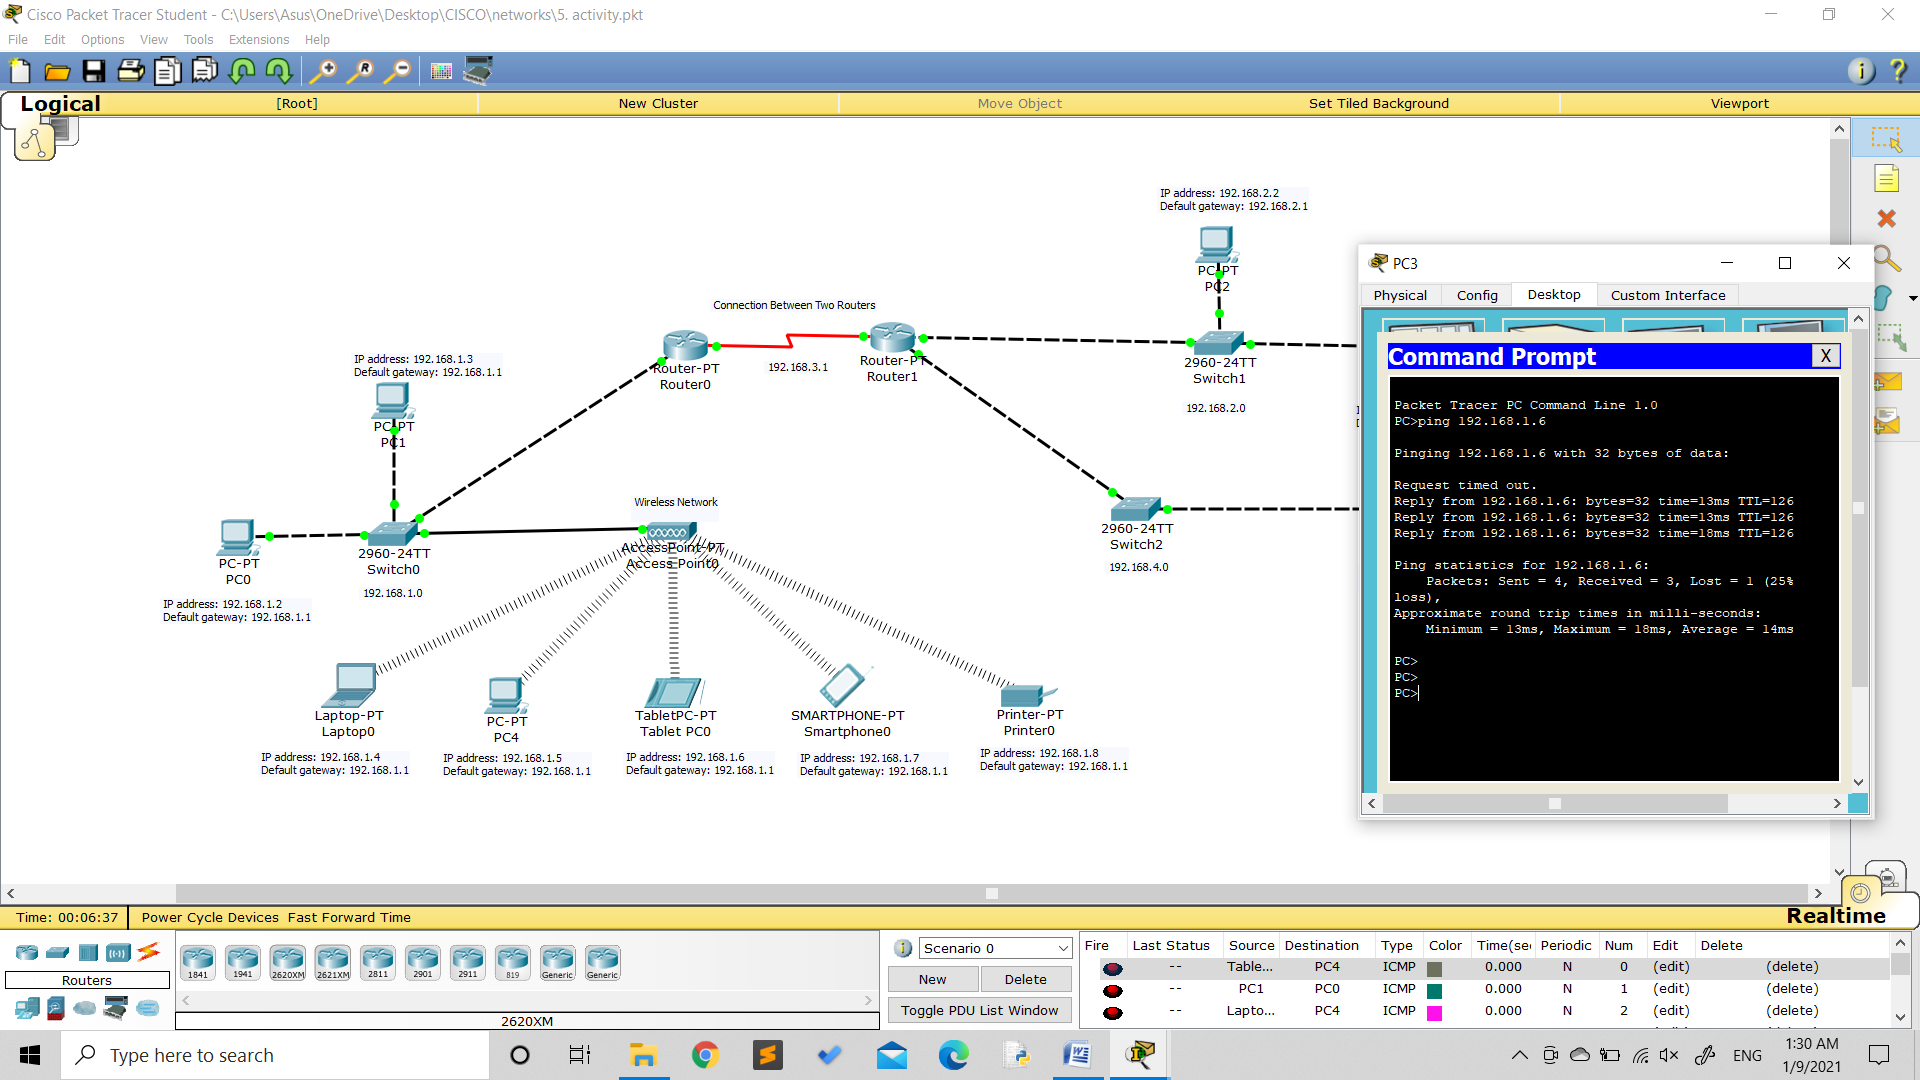 Cisco Packet Tracer Student - C:\Users\Asus\OneDrive\Desktop\CISCO\networks\5. activity.pkt
File Edit Options View Tools Extensions Help
Logical [Root] New Cluster Move Object Set Tiled Background Viewport
IP address: 192.168.2.2
Default gateway: 192.168.2.1
PC-PT
PC2
Connection Between Two Routers
Router-PT
Router0
192.168.3.1
Router-PT
Router1
2960-24TT
Switch1
192.168.2.0
IP address: 192.168.1.3
Default gateway: 192.168.1.1
PC-PT
PC1
Wireless Network
AccessPoint-PT
Access Point0
2960-24TT
Switch2
192.168.4.0
PC-PT
PC0
2960-24TT
Switch0
192.168.1.0
IP address: 192.168.1.2
Default gateway: 192.168.1.1
Laptop-PT
Laptop0
IP address: 192.168.1.4
Default gateway: 192.168.1.1
PC-PT
PC4
IP address: 192.168.1.5
Default gateway: 192.168.1.1
TabletPC-PT
Tablet PC0
IP address: 192.168.1.6
Default gateway: 192.168.1.1
SMARTPHONE-PT
Smartphone0
IP address: 192.168.1.7
Default gateway: 192.168.1.1
Printer-PT
Printer0
IP address: 192.168.1.8
Default gateway: 192.168.1.1
PC3
Physical Config Desktop Custom Interface
Command Prompt X
Packet Tracer PC Command Line 1.0
PC>ping 192.168.1.6
Pinging 192.168.1.6 with 32 bytes of data:
Request timed out.
Reply from 192.168.1.6: bytes=32 time=13ms TTL=126
Reply from 192.168.1.6: bytes=32 time=13ms TTL=126
Reply from 192.168.1.6: bytes=32 time=18ms TTL=126
Ping statistics for 192.168.1.6:
Packets: Sent = 4, Received = 3, Lost = 1 (25%
loss),
Approximate round trip times in milli-seconds:
Minimum = 13ms, Maximum = 18ms, Average = 14ms
PC>
PC>
PC>
Time: 00:06:37 Power Cycle Devices Fast Forward Time Realtime
Routers
1841 1941 2620XM 2621XM 2811 2901 2911 819 Generic Generic
2620XM
Scenario 0
New Delete
Toggle PDU List Window
Fire Last Status Source Destination Type Color Time(sec Periodic Num Edit Delete
-- Table... PC4 ICMP 0.000 N 0 (edit) (delete)
-- PC1 PC0 ICMP 0.000 N 1 (edit) (delete)
-- Lapto... PC4 ICMP 0.000 N 2 (edit) (delete)
Type here to search
ENG
1:30 AM
1/9/2021